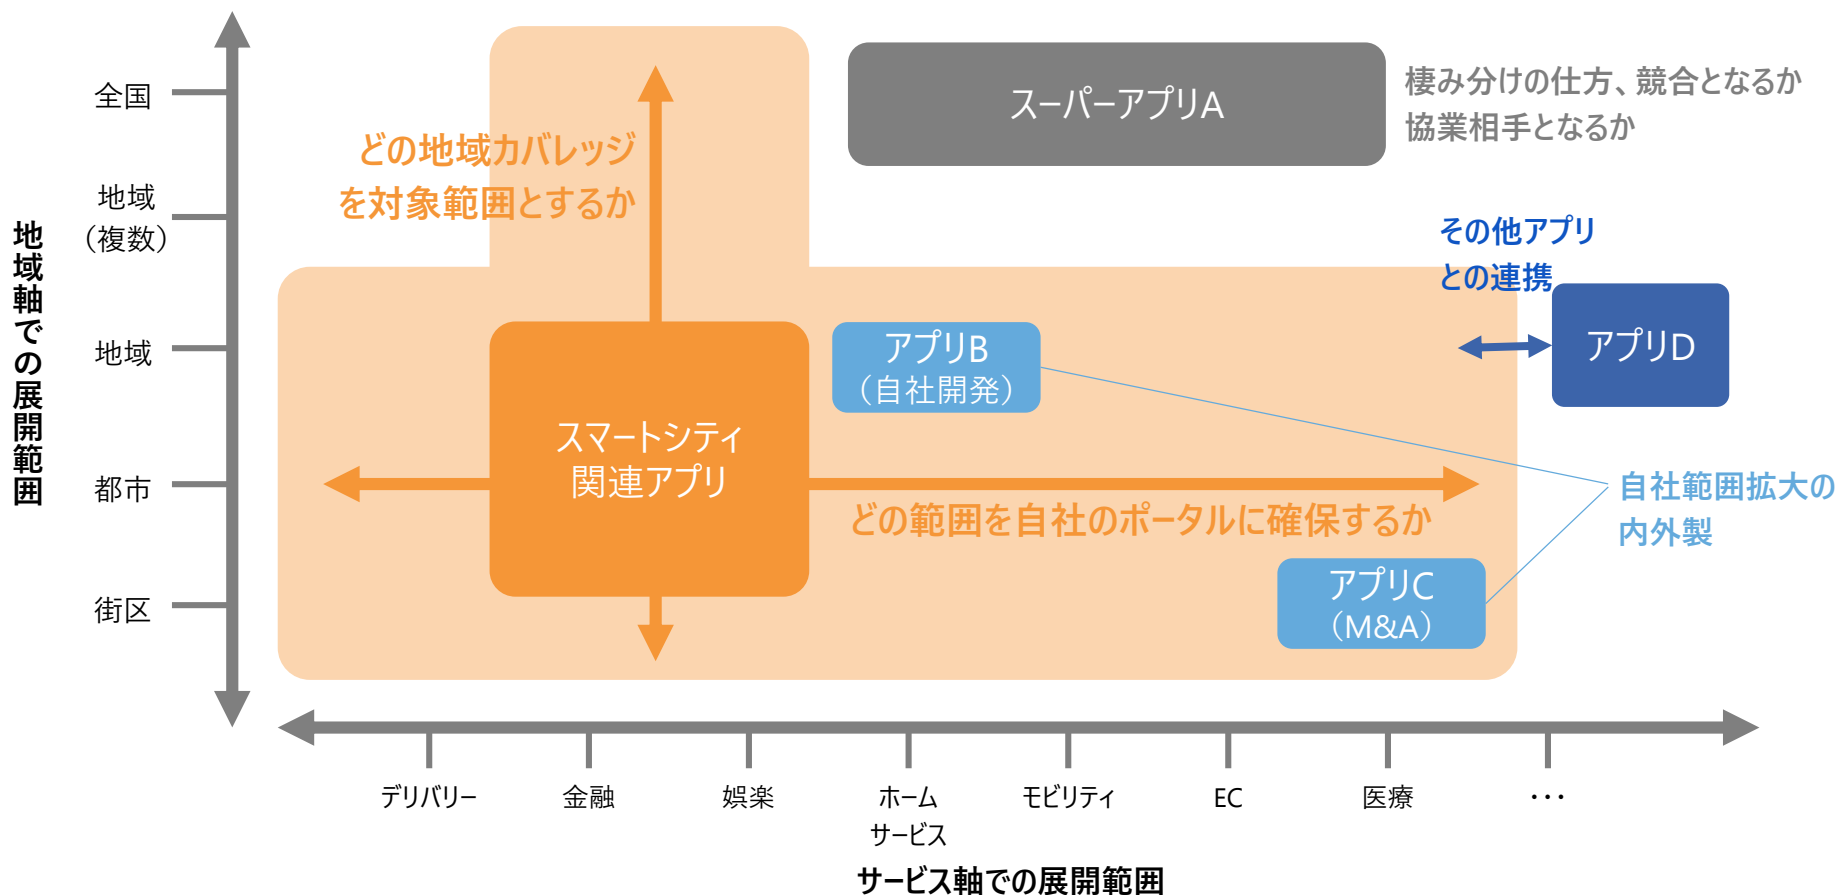 地域軸での展開範囲
全国
地域
（複数）
地域
都市
街区
どの地域カバレッジ
を対象範囲とするか
スーパーアプリA
棲み分けの仕方、競合となるか
協業相手となるか
その他アプリ
との連携
アプリD
アプリB
（自社開発）
スマートシティ
関連アプリ
どの範囲を自社のポータルに確保するか
自社範囲拡大の
内外製
アプリC
（M&A）
デリバリー
金融
娯楽
ホーム
サービス
モビリティ
EC
医療
･･･
サービス軸での展開範囲